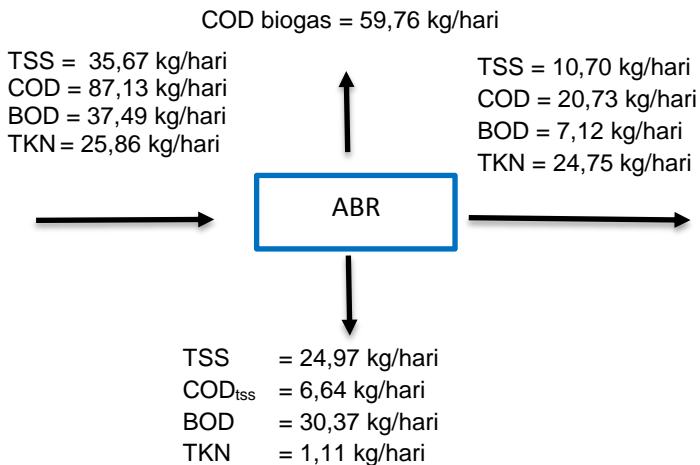 COD biogas = 59,76 kg/hari
TSS = 35,67 kg/hari
COD = 87,13 kg/hari
BOD = 37,49 kg/hari
TKN = 25,86 kg/hari
TSS = 10,70 kg/hari
COD = 20,73 kg/hari
BOD = 7,12 kg/hari
TKN = 24,75 kg/hari
ABR
TSS = 24,97 kg/hari
CODtss = 6,64 kg/hari
BOD = 30,37 kg/hari
TKN = 1,11 kg/hari